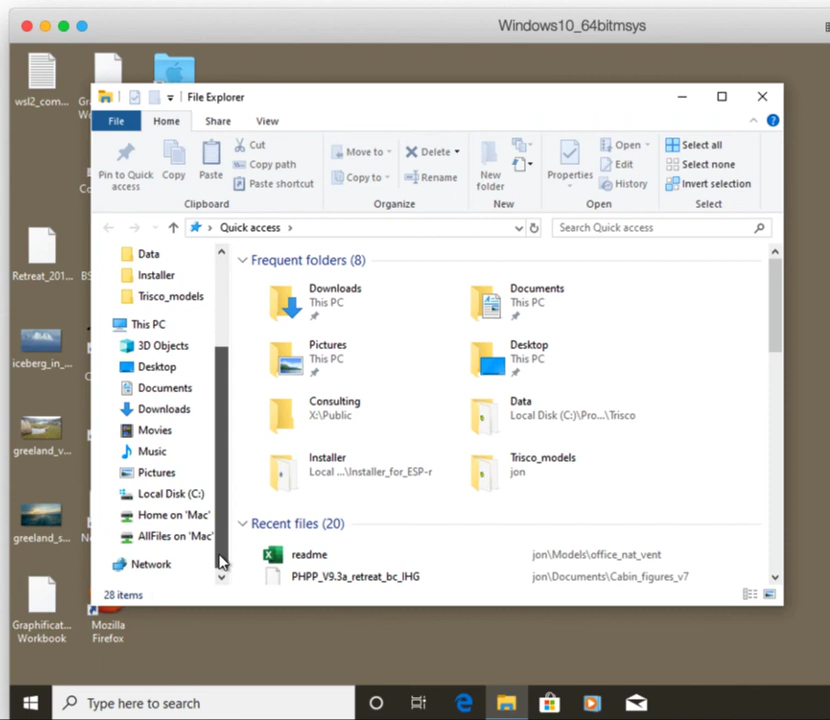 Windows10_64bitmsys
wsl2_com...
File Explorer
File Home Share View
Pin to Quick access
Copy
Paste
Cut
Copy path
Paste shortcut
Clipboard
Move to
Copy to
Delete
Rename
Organize
New folder
New
Properties
Open
Edit
History
Open
Select all
Select none
Invert selection
Select
Quick access
Search Quick access
Data
Installer
Trisco_models
This PC
3D Objects
Desktop
Documents
Downloads
Movies
Music
Pictures
Local Disk (C:)
Home on 'Mac'
AllFiles on 'Mac'
Network
Frequent folders (8)
Downloads
This PC
Documents
This PC
Pictures
This PC
Desktop
This PC
Consulting
X:\Public
Data
Local Disk (C:)\Pro...\Trisco
Installer
Local ...\Installer_for_ESP-r
Trisco_models
jon
Recent files (20)
readme jon\Models\office_nat_vent
PHPP_V9.3a_retreat_bc_IHG jon\Documents\Cabin_figures_v7
28 items
Retreat_201...
iceberg_in_...
greeland_v...
greeland_s...
Graphificat...
Workbook
Mozilla
Firefox
Type here to search